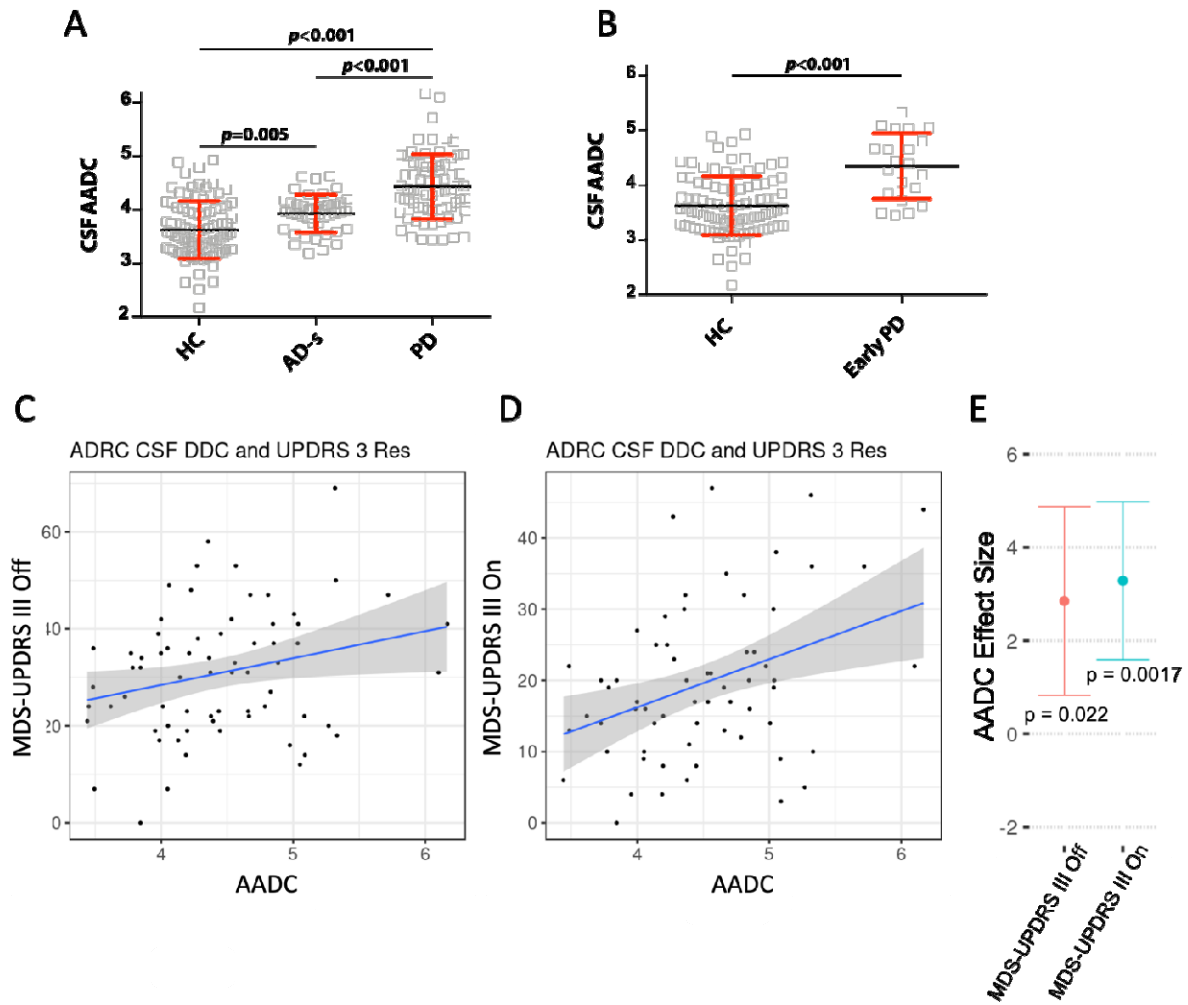 A
B
p<0.001
p<0.001
p=0.005
p<0.001
CSF AADC
6
5
4
3
2
HC
AD-s
PD
CSF AADC
6
5
4
3
2
HC
Early PD
C
D
E
ADRC CSF DDC and UPDRS 3 Res
MDS-UPDRS III Off
60
40
20
0
4
5
6
AADC
ADRC CSF DDC and UPDRS 3 Res
MDS-UPDRS III On
40
30
20
10
0
4
5
6
AADC
AADC Effect Size
6
4
2
0
-2
p = 0.022
p = 0.0017
MDS-UPDRS III Off
MDS-UPDRS III On